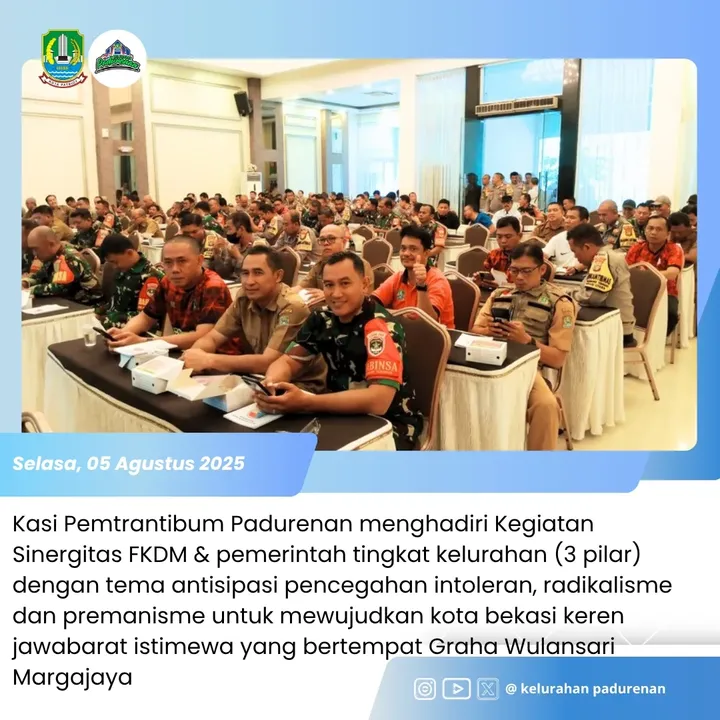 Selasa, 05 Agustus 2025
Kasi Pemtrantibum Padurenan menghadiri Kegiatan
Sinergitas FKDM & pemerintah tingkat kelurahan (3 pilar)
dengan tema antisipasi pencegahan intoleran, radikalisme
dan premanisme untuk mewujudkan kota bekasi keren
jawabarat istimewa yang bertempat Graha Wulansari
Margajaya
@ kelurahan padurenan